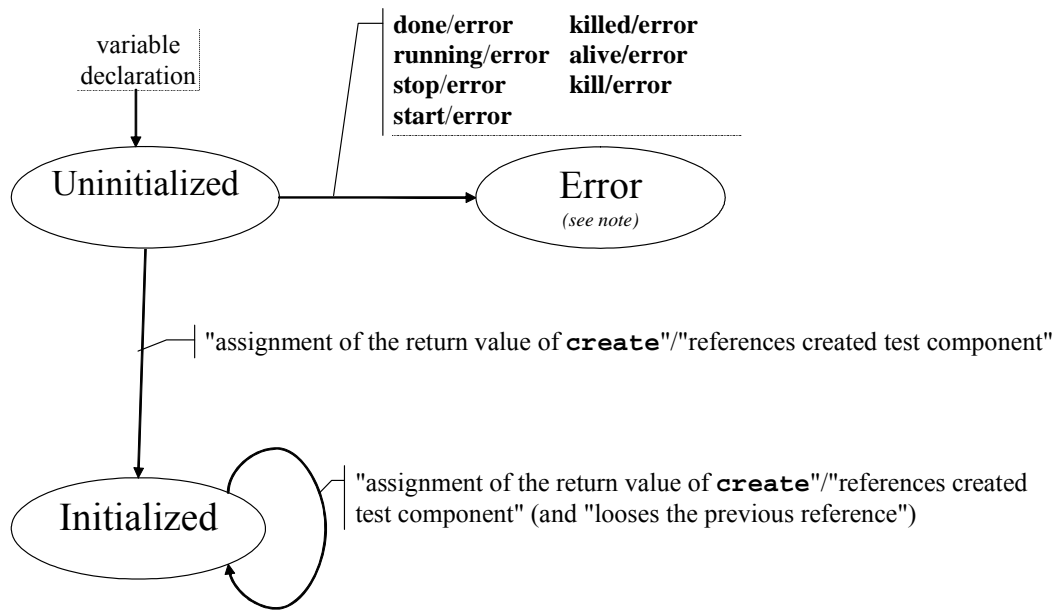 variable
declaration
done/error killed/error
running/error alive/error
stop/error kill/error
start/error
Uninitialized
Error
(see note)
"assignment of the return value of create"/"references created test component"
Initialized
"assignment of the return value of create"/"references created
test component" (and "looses the previous reference")